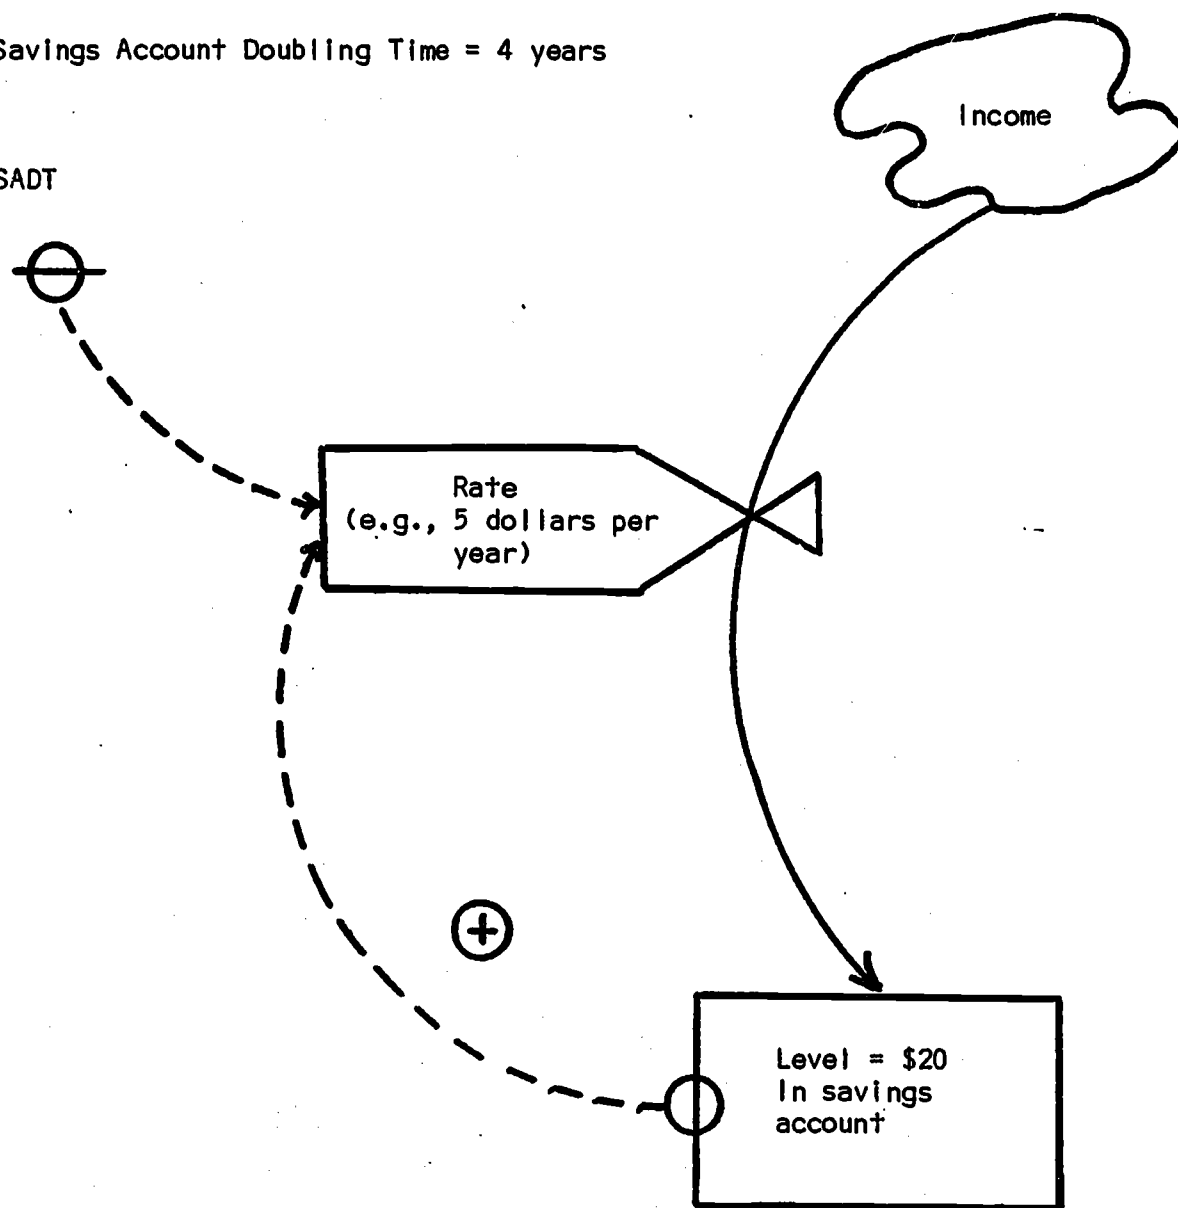 Savings Account Doubling Time = 4 years
Income
SADT
Rate
(e.g., 5 dollars per
year)
+
Level = $20
In savings
account